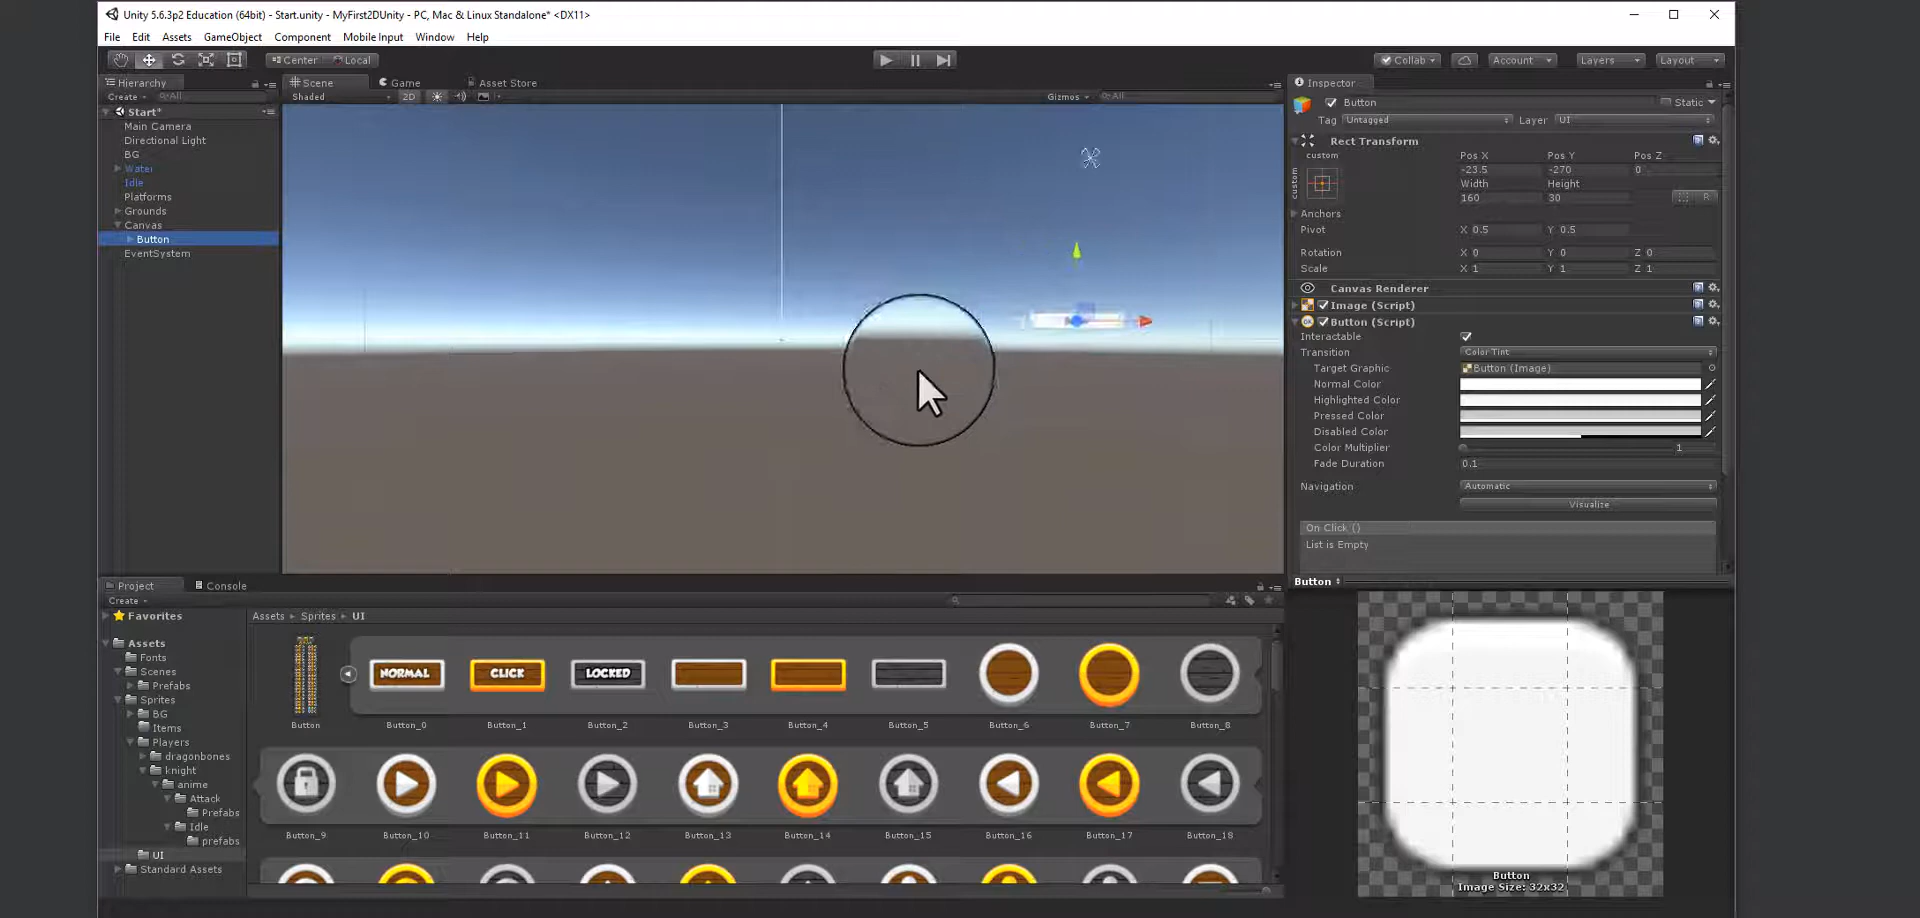 Unity 5.6.3p2 Education (64bit) - Start.unity - MyFirst2DUnity - PC, Mac & Linux Standalone* <DX11>
File Edit Assets GameObject Component Mobile Input Window Help
Center Local
Collab Account Layers Layout
Hierarchy
Create All
Start*
Main Camera
Directional Light
BG
Water
Idle
Platforms
Grounds
Canvas
Button
EventSystem
Scene Game Asset Store
Shaded 2D Gizmos All
Inspector
Button Static
Tag Untagged Layer UI
Rect Transform
custom Pos X Pos Y Pos Z
custom -23.5 -270 0
Width Height
160 30 R
Anchors
Pivot X 0.5 Y 0.5
Rotation X 0 Y 0 Z 0
Scale X 1 Y 1 Z 1
Canvas Renderer
Image (Script)
Button (Script)
Interactable
Transition Color Tint
Target Graphic Button (Image)
Normal Color
Highlighted Color
Pressed Color
Disabled Color
Color Multiplier 1
Fade Duration 0.1
Navigation Automatic
Visualize
On Click ()
List is Empty
Project Console
Create
Favorites
Assets
Fonts
Scenes
Prefabs
Sprites
BG
Items
Players
dragonbones
knight
anime
Attack
Prefabs
Idle
prefabs
UI
Standard Assets
Assets Sprites UI
NORMAL CLICK LOCKED
Button Button_0 Button_1 Button_2 Button_3 Button_4 Button_5 Button_6 Button_7 Button_8
Button_9 Button_10 Button_11 Button_12 Button_13 Button_14 Button_15 Button_16 Button_17 Button_18
Button
Button
Image Size: 32x32